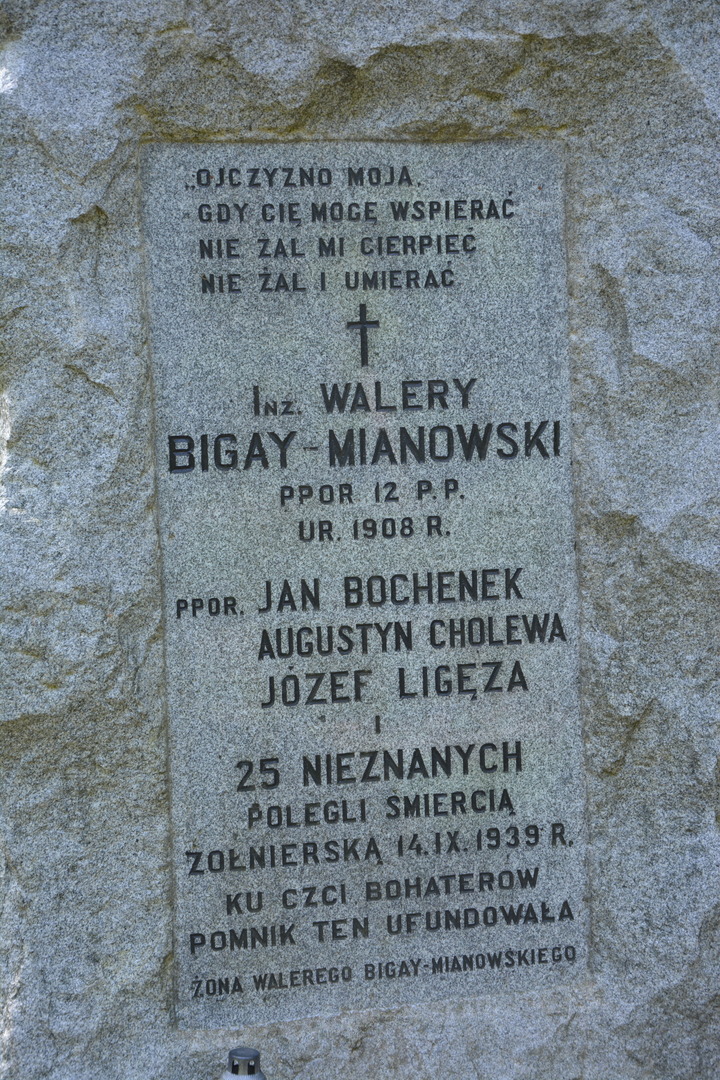 „OJCZYZNO MOJA,
GDY CIĘ MOGĘ WSPIERAĆ
NIE ŻAL MI CIERPIEĆ
NIE ŻAL I UMIERAĆ
INŻ. WALERY
BIGAY-MIANOWSKI
PPOR 12 P.P.
UR. 1908 R.
PPOR. JAN BOCHENEK
AUGUSTYN CHOLEWA
JÓZEF LIGĘZA
I
25 NIEZNANYCH
POLEGLI ŚMIERCIĄ
ŻOŁNIERSKĄ 14.IX.1939 R.
KU CZCI BOHATERÓW
POMNIK TEN UFUNDOWAŁA
ŻONA WALEREGO BIGAY-MIANOWSKIEGO